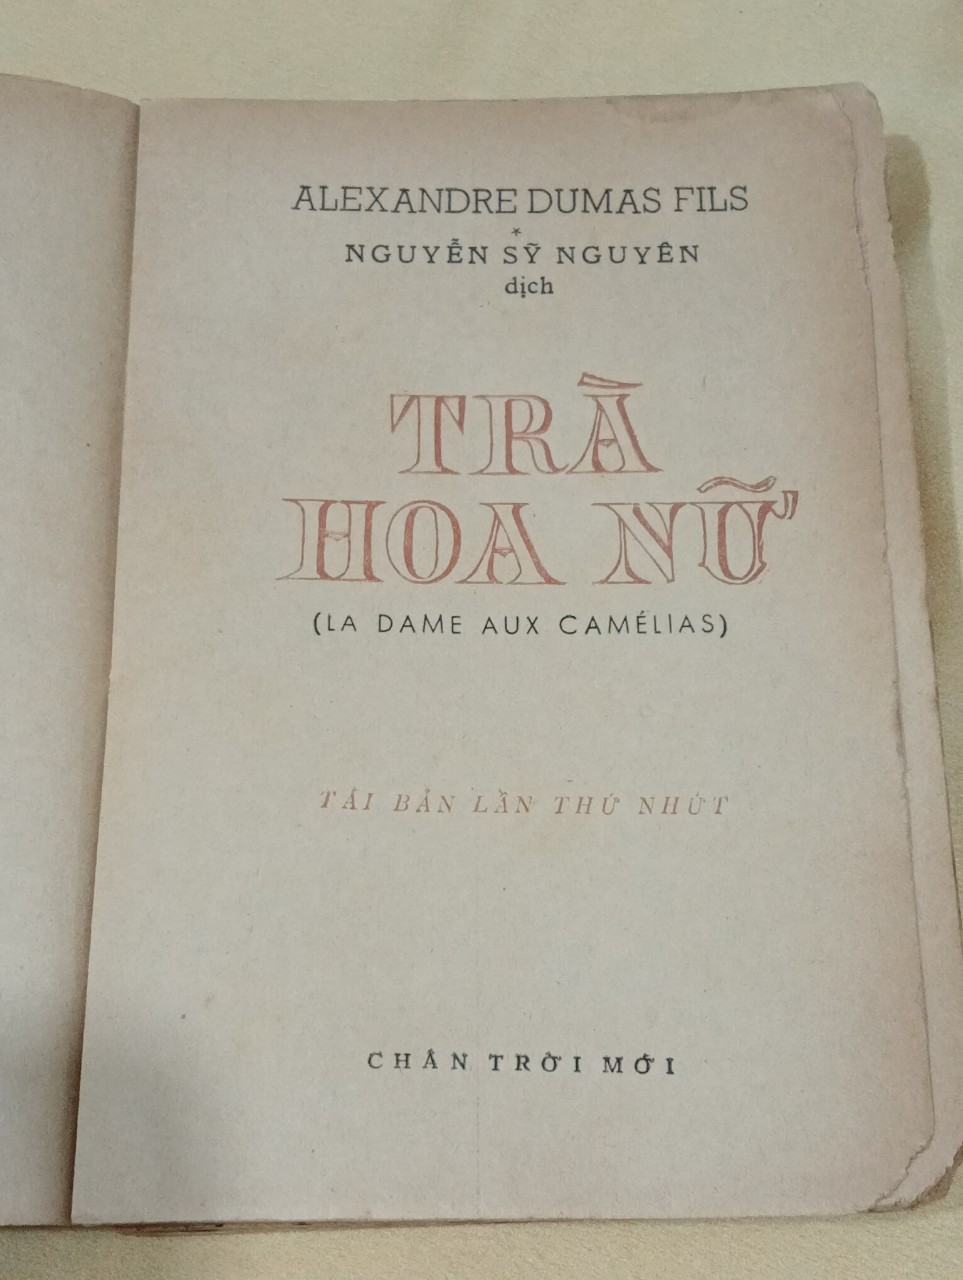 ALEXANDRE DUMAS FILS
*
NGUYỄN SỸ NGUYÊN
dịch
TRÀ
HOA NỮ
(LA DAME AUX CAMÉLIAS)
TÁI BẢN LẦN THỨ NHỨT
CHÂN TRỜI MỚI